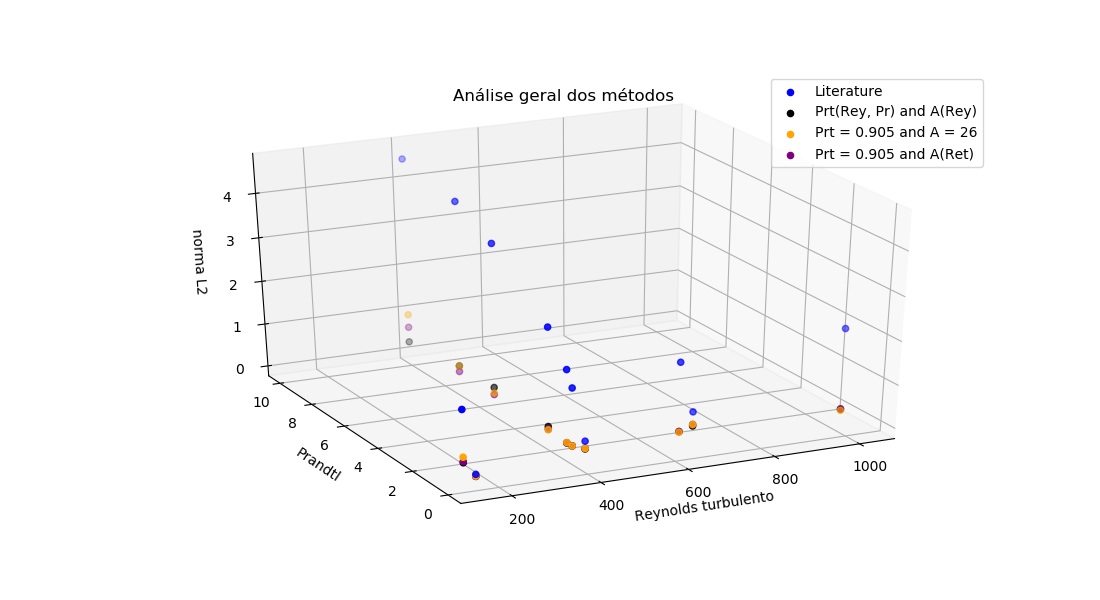 Análise geral dos métodos
Literature
Prt(Rey, Pr) and A(Rey)
Prt = 0.905 and A = 26
Prt = 0.905 and A(Ret)
4
3
2
1
0
norma L2
10
8
6
4
2
0
Prandtl
200
400
600
800
1000
Reynolds turbulento